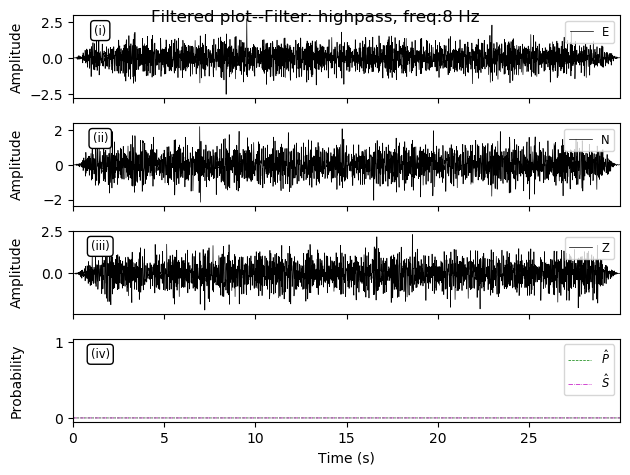 Filtered plot--Filter: highpass, freq:8 Hz
2.5
0.0
−2.5
Amplitude
(i)
E
2
0
−2
Amplitude
(ii)
N
2.5
0.0
Amplitude
(iii)
Z
1
0
Probability
(iv)
P̂
Ŝ
0 5 10 15 20 25
Time (s)